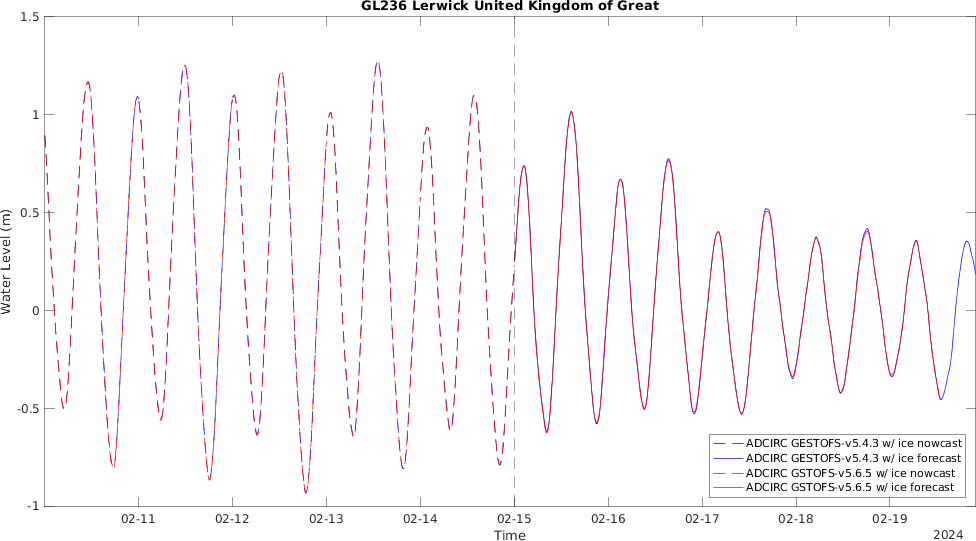 GL236 Lerwick United Kingdom of Great
1.5
1
0.5
0
-0.5
-1
Water Level (m)
ADCIRC GESTOFS-v5.4.3 w/ ice nowcast
ADCIRC GESTOFS-v5.4.3 w/ ice forecast
ADCIRC GSTOFS-v5.6.5 w/ ice nowcast
ADCIRC GSTOFS-v5.6.5 w/ ice forecast
02-11 02-12 02-13 02-14 02-15 02-16 02-17 02-18 02-19
Time
2024